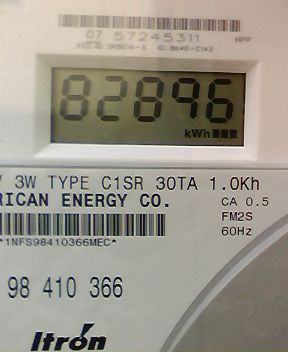 07 57245311 HPP
82896
kWh
3W TYPE C1SR 30TA 1.0Kh
RICAN ENERGY CO. CA 0.5
FM2S
*1NFS98410366MEC* 60Hz
98 410 366
Itron